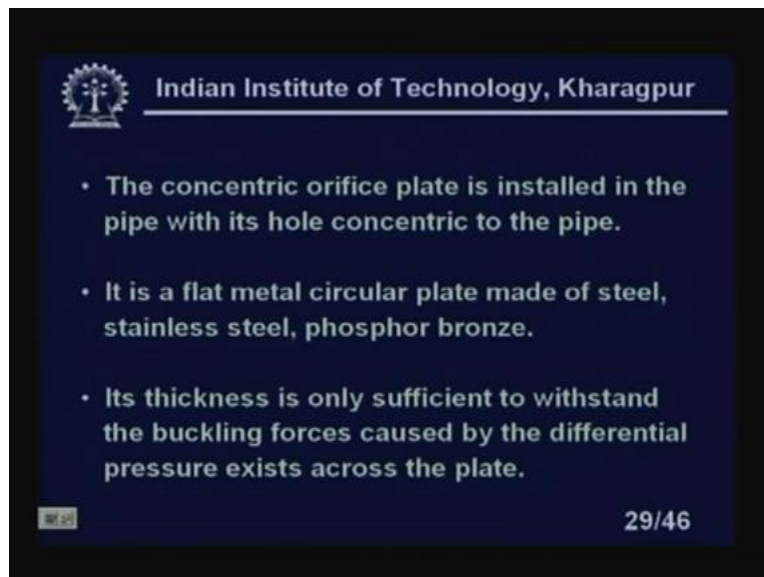 Indian Institute of Technology, Kharagpur
• The concentric orifice plate is installed in the
pipe with its hole concentric to the pipe.
• It is a flat metal circular plate made of steel,
stainless steel, phosphor bronze.
• Its thickness is only sufficient to withstand
the buckling forces caused by the differential
pressure exists across the plate.
29/46